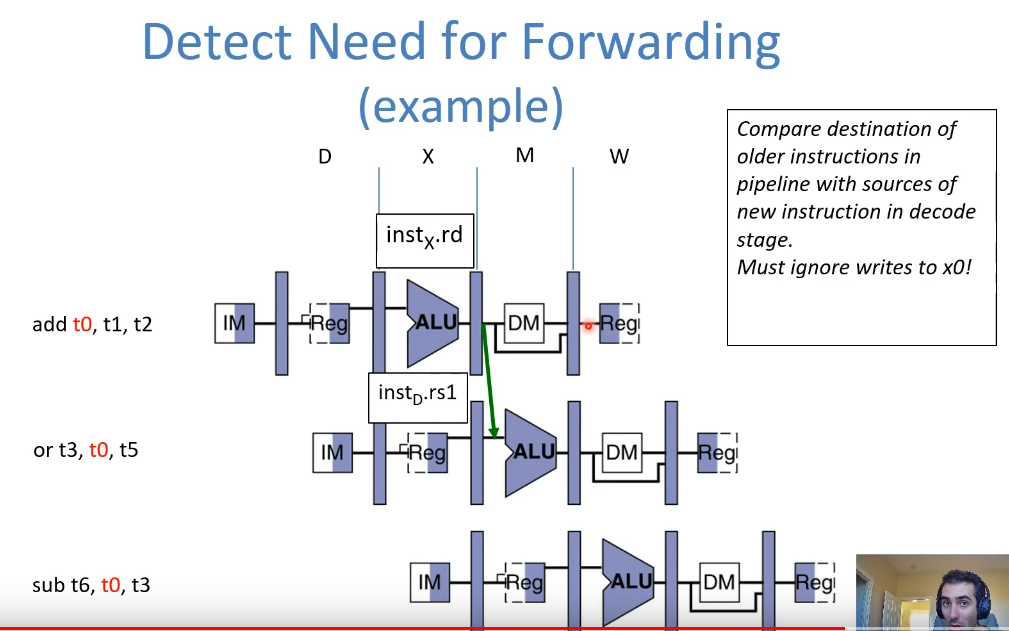 Detect Need for Forwarding
(example)
D X M W
Compare destination of
older instructions in
pipeline with sources of
new instruction in decode
stage.
Must ignore writes to x0!
instX.rd
add t0, t1, t2
IM Reg ALU DM Reg
instD.rs1
or t3, t0, t5
IM Reg ALU DM Reg
sub t6, t0, t3
IM Reg ALU DM Reg